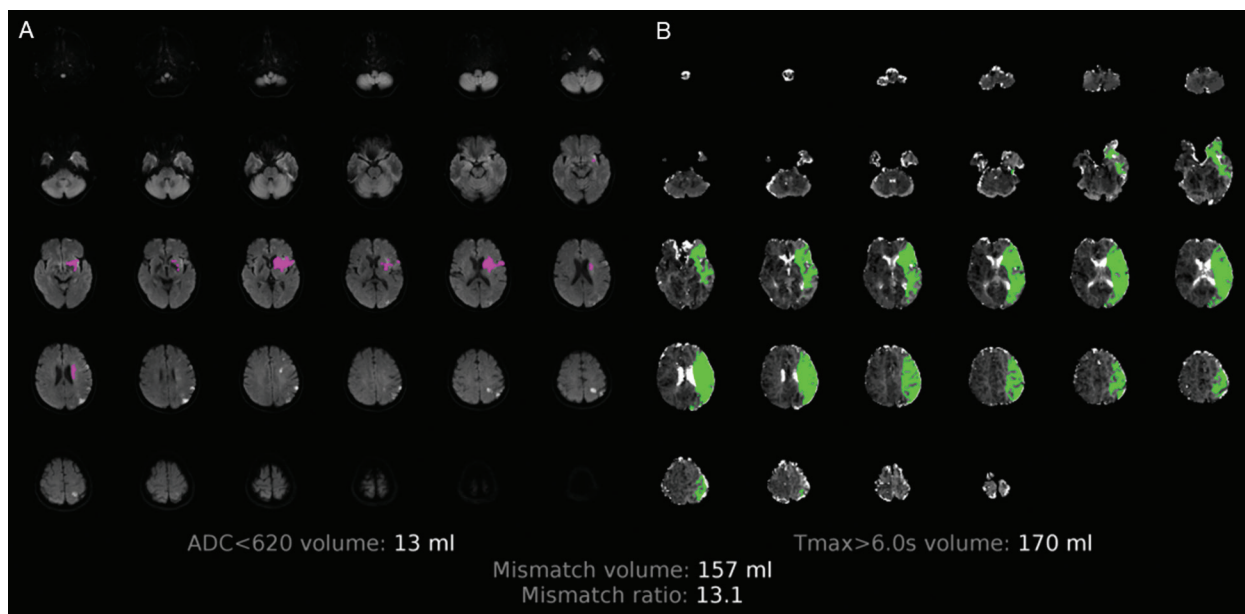 A
B
ADC<620 volume: 13 ml
Tmax>6.0s volume: 170 ml
Mismatch volume: 157 ml
Mismatch ratio: 13.1